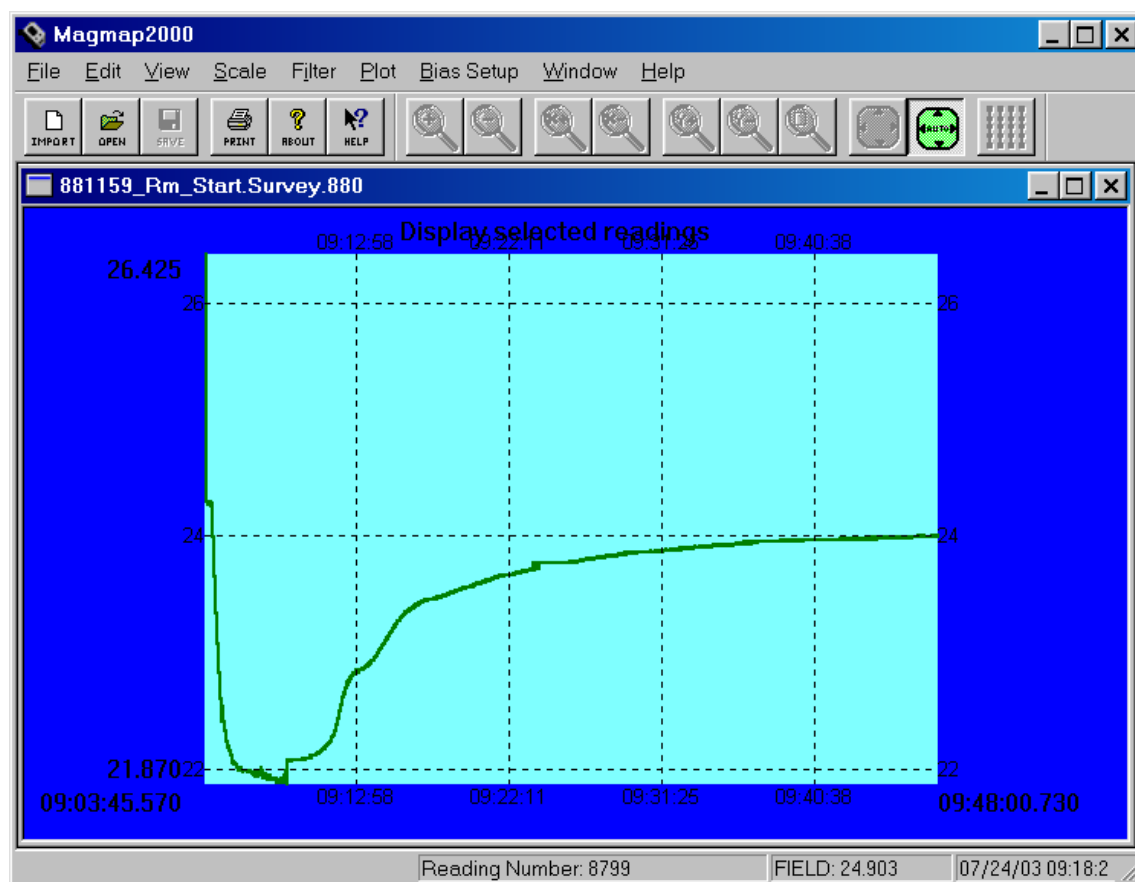 Magmap2000
File Edit View Scale Filter Plot Bias Setup Window Help
IMPORT OPEN SAVE PRINT ABOUT HELP AUTO
881159_Rm_Start.Survey.880
Display selected readings
09:12:58 09:22:11 09:31:25 09:40:38
26.425
26 26
24 24
21.870 22 22
09:03:45.570 09:12:58 09:22:11 09:31:25 09:40:38 09:48:00.730
Reading Number: 8799 FIELD: 24.903 07/24/03 09:18:2